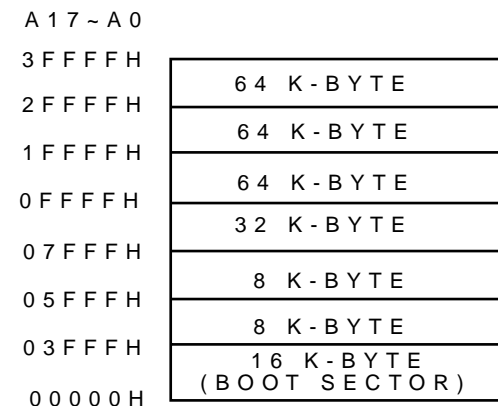 A17~A0
3FFFFH
64 K-BYTE
2FFFFH
64 K-BYTE
1FFFFH
64 K-BYTE
0FFFFH
32 K-BYTE
07FFFH
8 K-BYTE
05FFFH
8 K-BYTE
03FFFH
16 K-BYTE
(BOOT SECTOR)
00000H